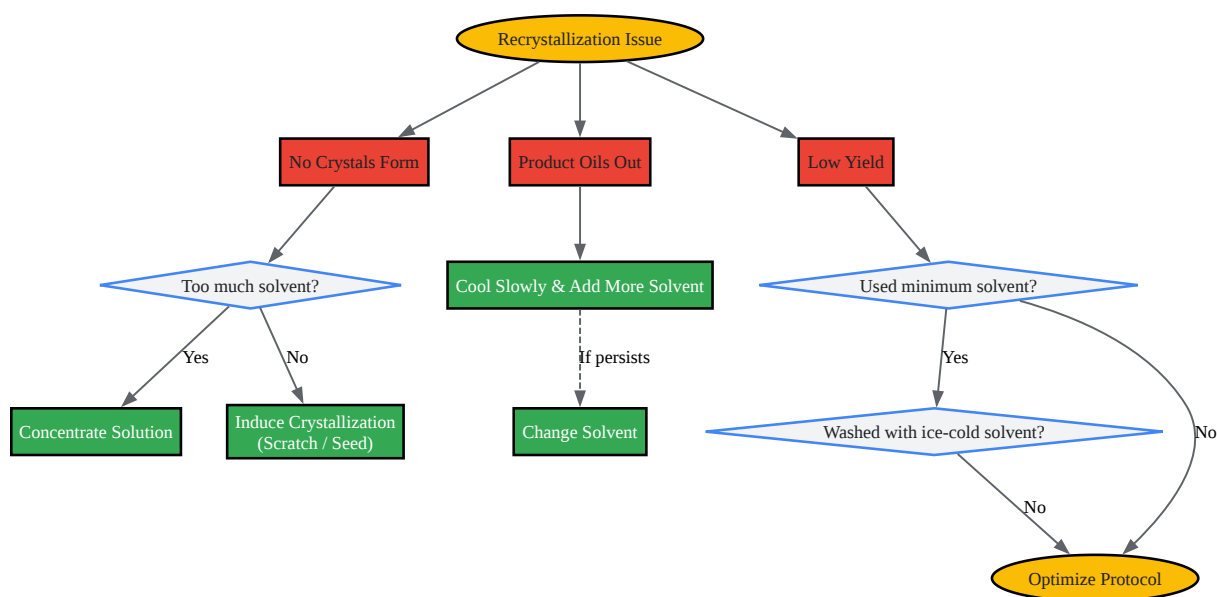 Recrystallization Issue
No Crystals Form
Product Oils Out
Low Yield
Too much solvent?
Cool Slowly & Add More Solvent
Used minimum solvent?
Yes
No
If persists
Yes
No
Concentrate Solution
Induce Crystallization
(Scratch / Seed)
Change Solvent
Washed with ice-cold solvent?
No
Optimize Protocol